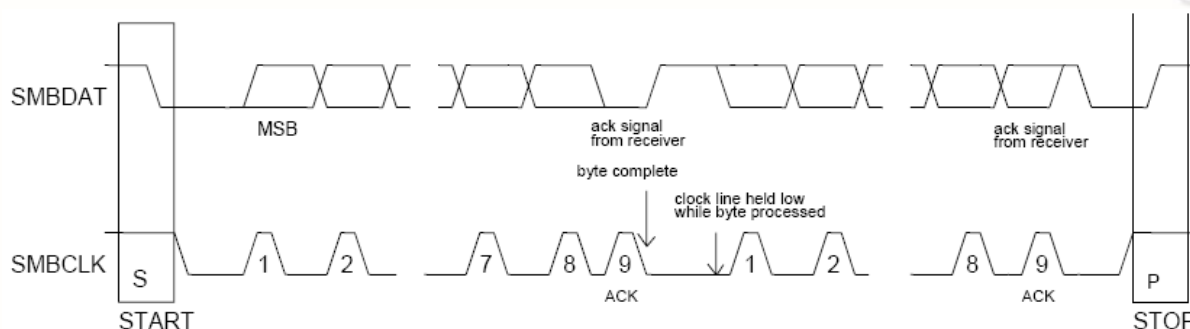 SMBDAT
MSB
ack signal
from receiver
ack signal
from receiver
byte complete
clock line held low
while byte processed
SMBCLK
S
1
2
7
8
9
1
2
8
9
P
ACK
ACK
START
STOP